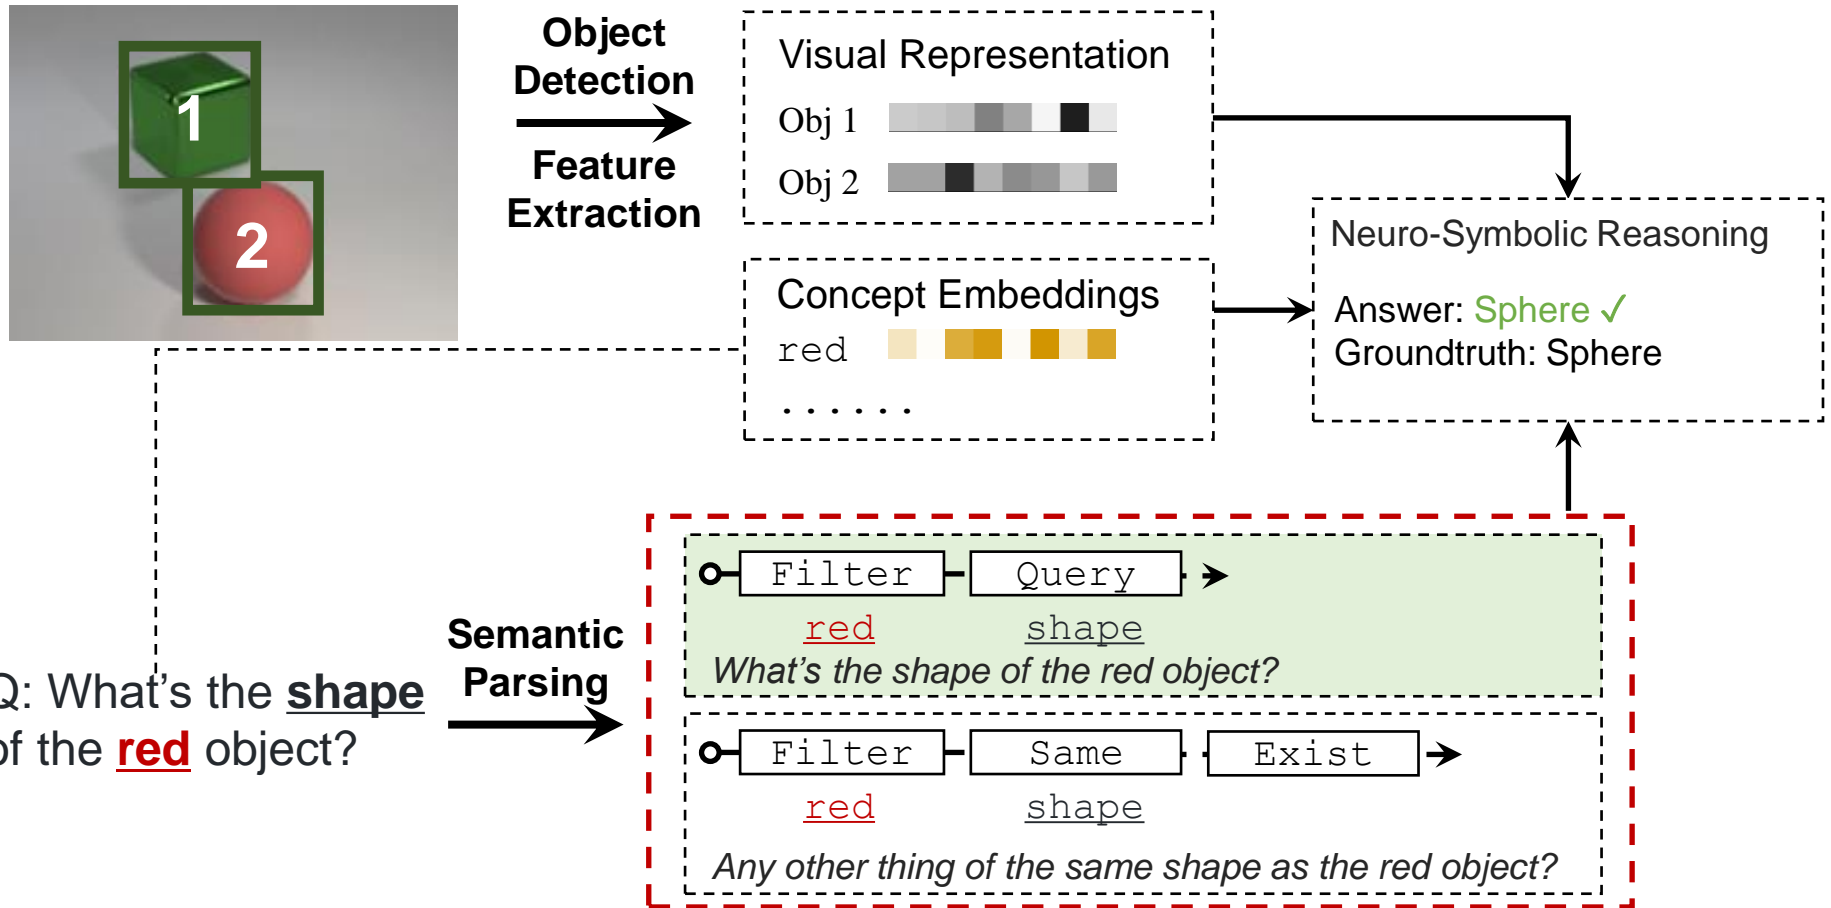 1
2
Object
Detection
Feature
Extraction
Visual Representation
Obj 1
Obj 2
Concept Embeddings
red
......
Neuro-Symbolic Reasoning
Answer: Sphere ✓
Groundtruth: Sphere
Q: What's the shape
of the red object?
Semantic
Parsing
Filter Query
red shape
What's the shape of the red object?
Filter Same Exist
red shape
Any other thing of the same shape as the red object?